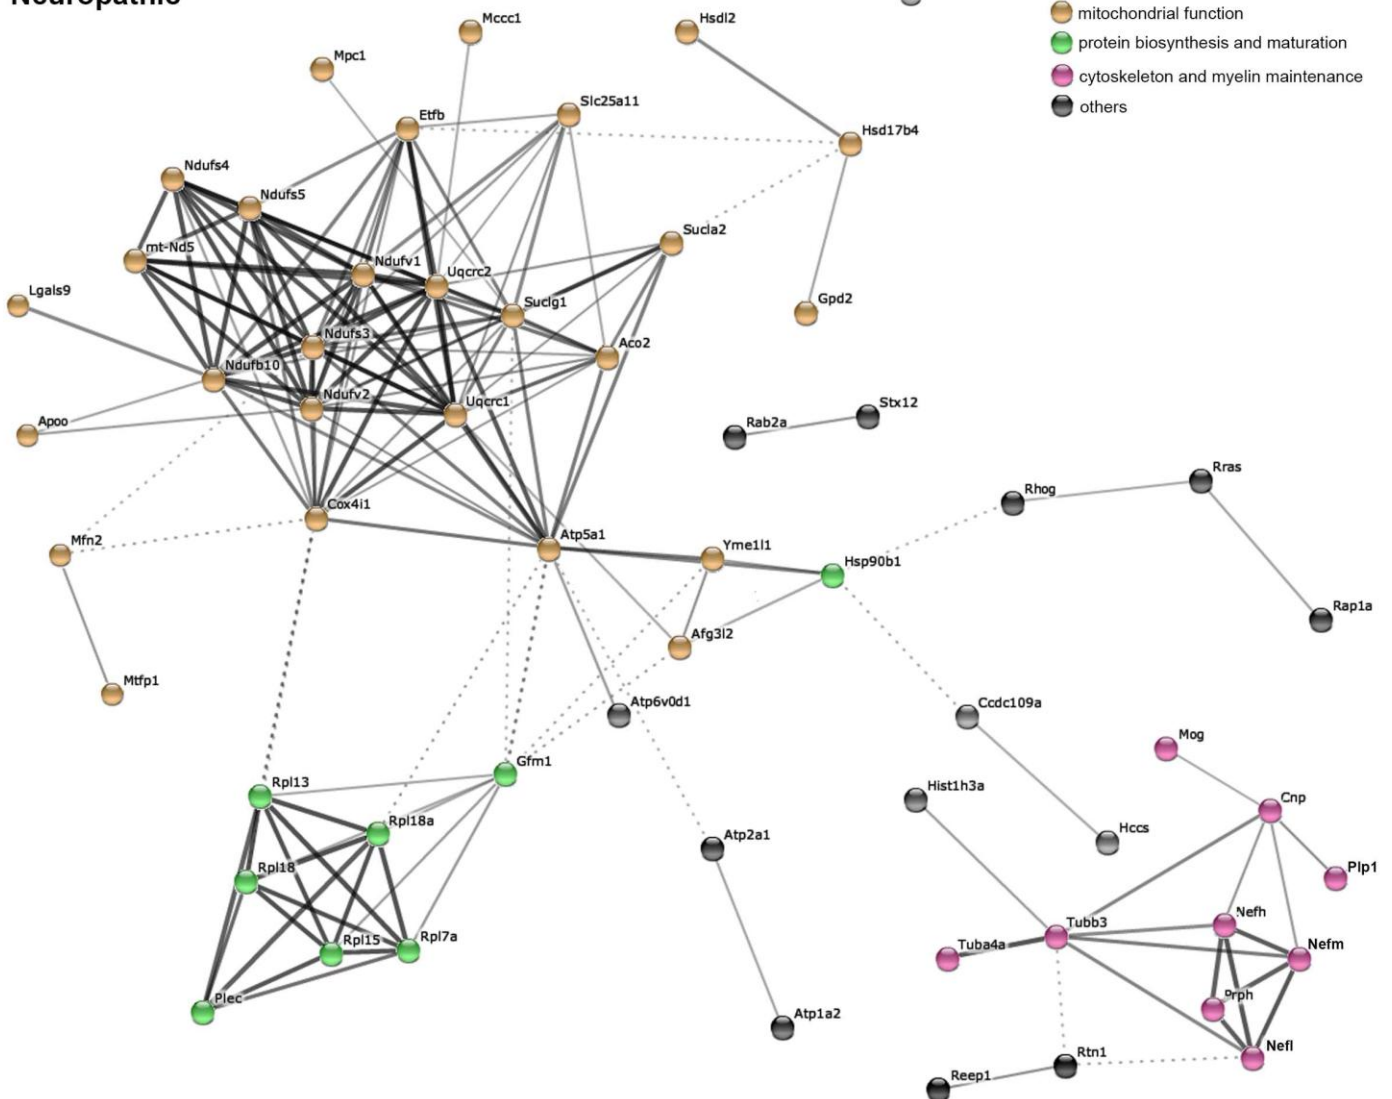 Neuropathic
mitochondrial function
protein biosynthesis and maturation
cytoskeleton and myelin maintenance
others
Mccc1
Hsdl2
Mpc1
Slc25a11
Etfb
Hsd17b4
Ndufs4
Ndufs5
Sucla2
mt-Nd5
Ndufv1
Uqcrc2
Lgals9
Suclg1
Gpd2
Ndufs3
Aco2
Ndufb10
Ndufv2
Uqcrc1
Stx12
Apoo
Rab2a
Rras
Rhog
Cox4i1
Atp5a1
Mfn2
Yme1l1
Hsp90b1
Rap1a
Afg3l2
Mtfp1
Atp6v0d1
Ccdc109a
Mog
Gfm1
Rpl13
Hist1h3a
Cnp
Rpl18a
Atp2a1
Hccs
Rpl18
Plp1
Nefh
Tubb3
Rpl15
Rpl7a
Tuba4a
Nefm
Plec
Prph
Atp1a2
Nefl
Rtn1
Reep1